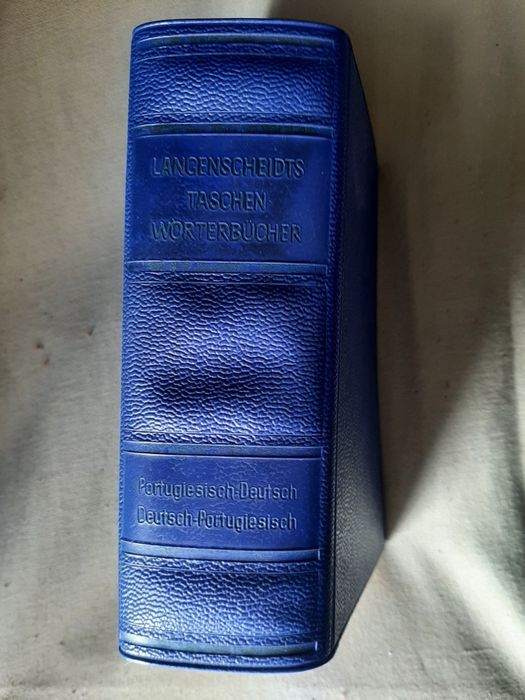 LANGENSCHEIDTS
TASCHEN
WÖRTERBÜCHER
Portugiesisch-Deutsch
Deutsch-Portugiesisch